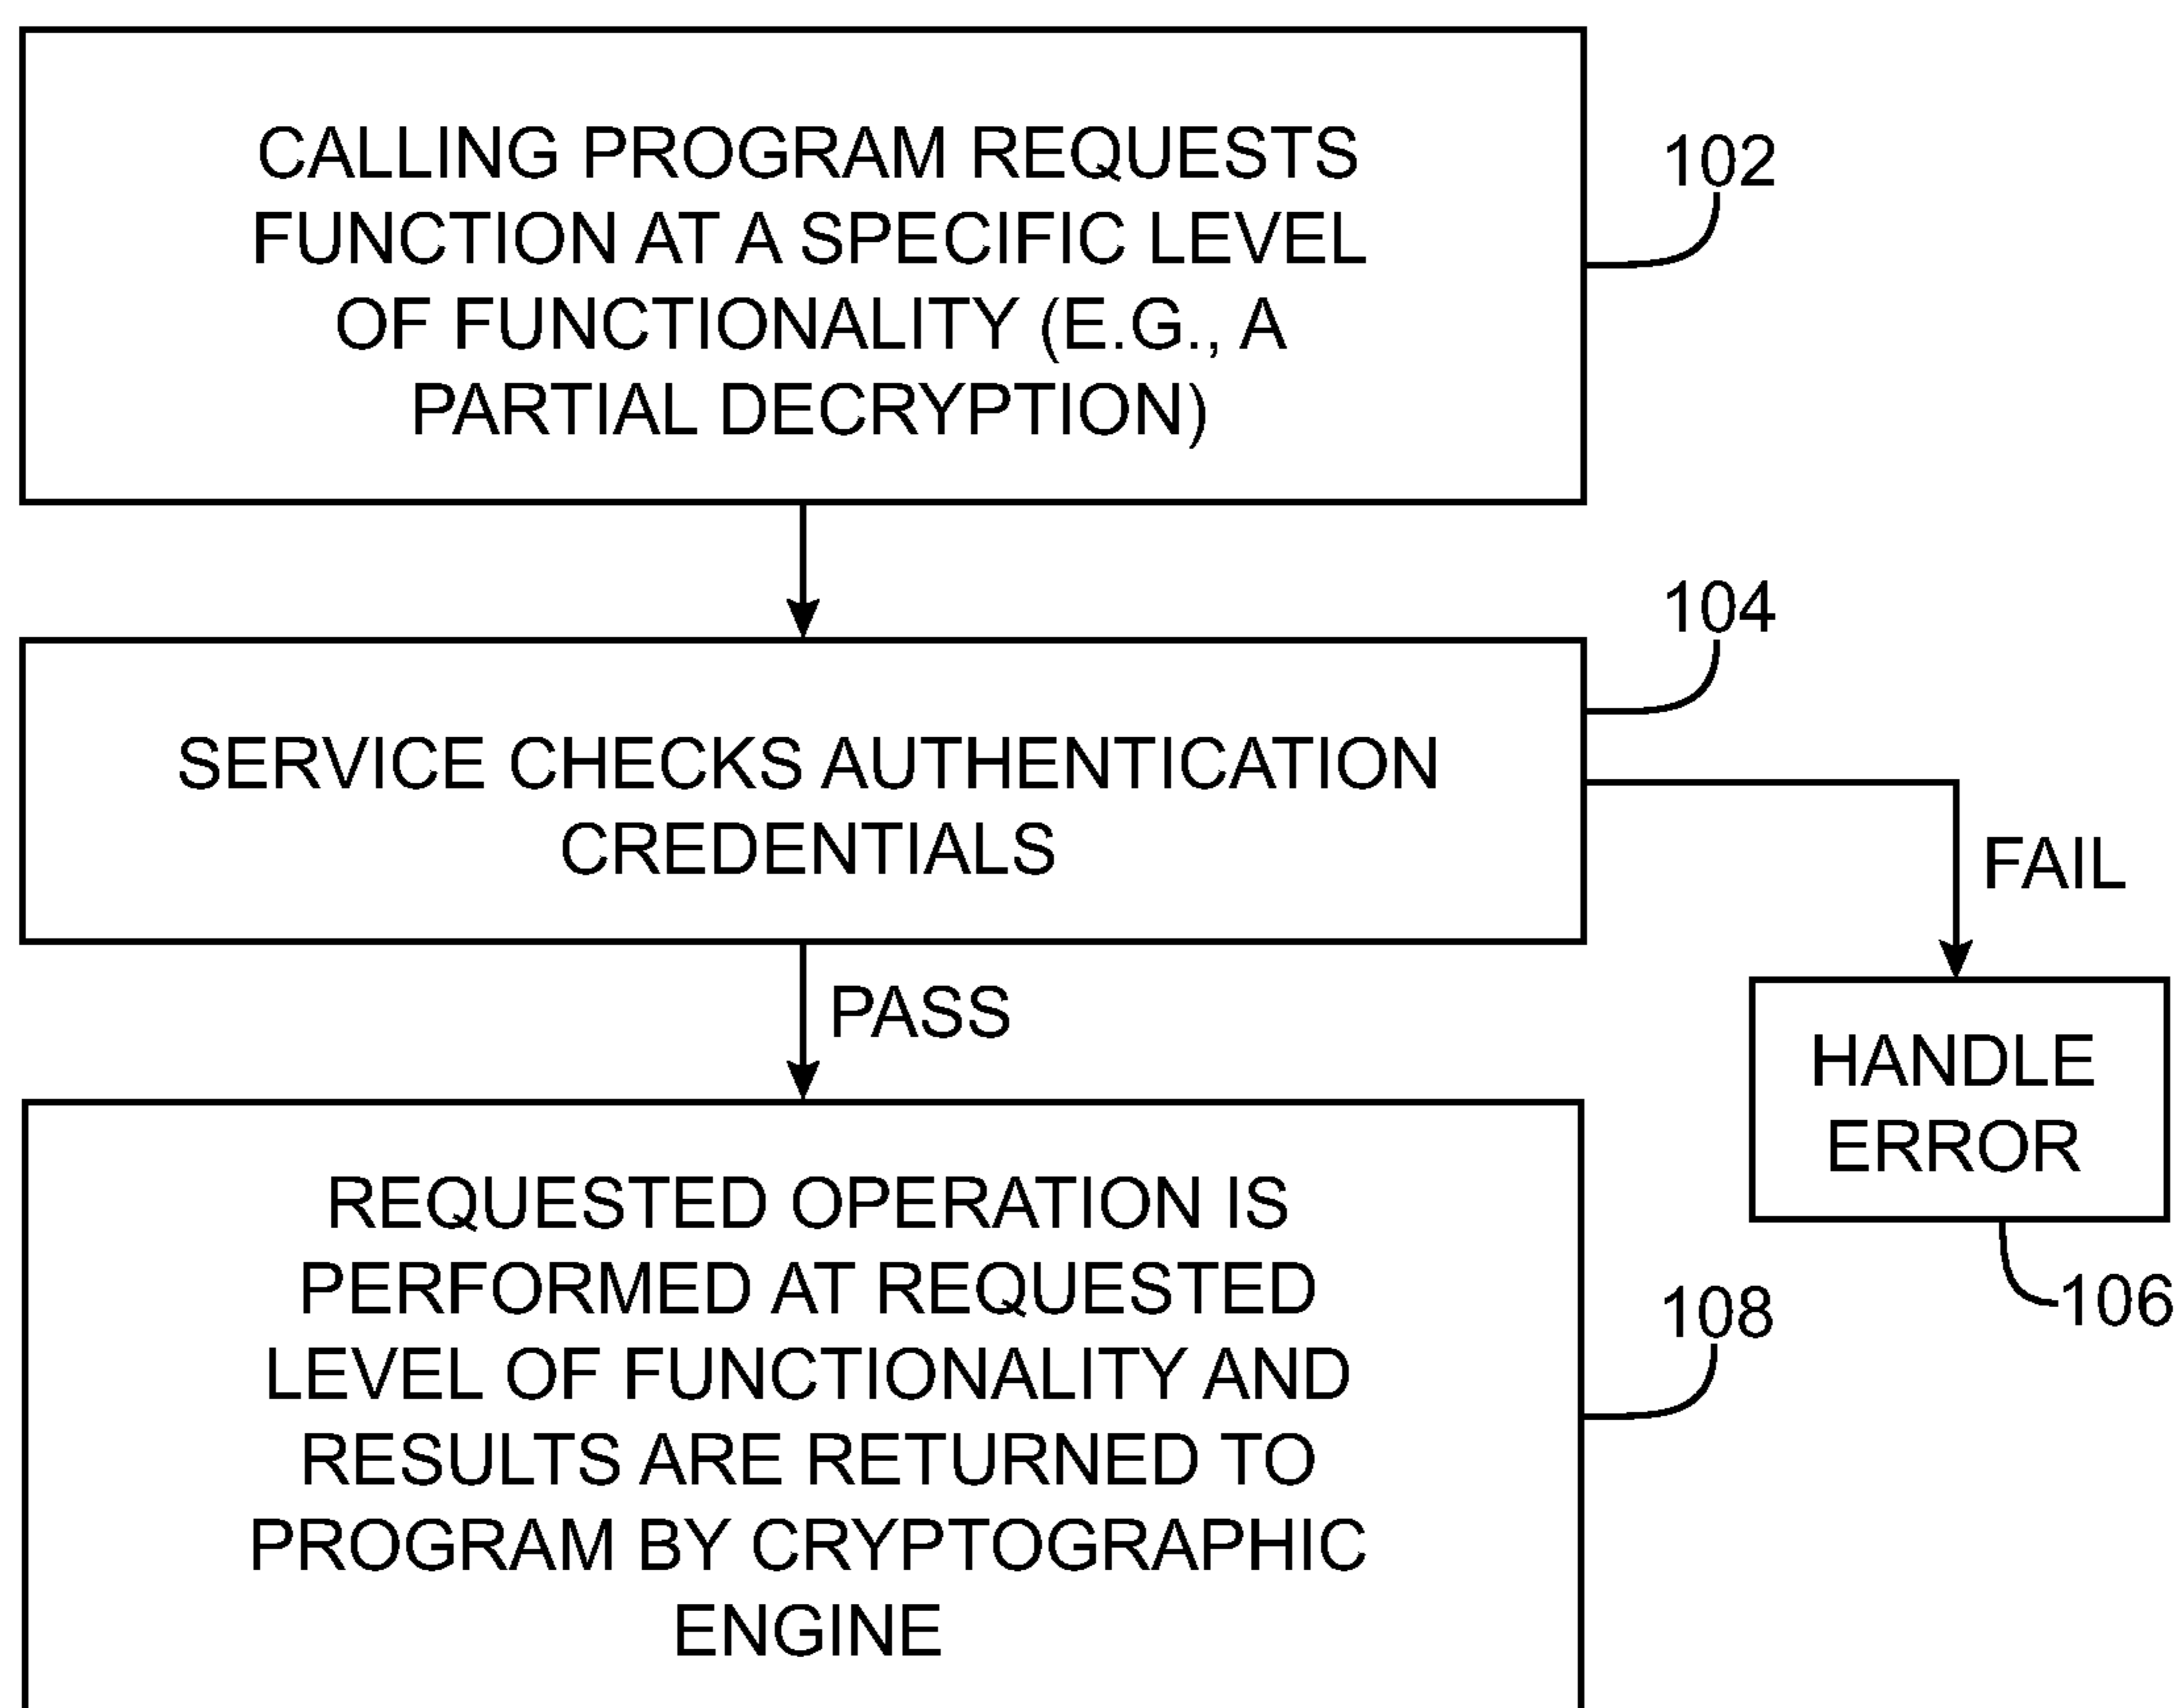 CALLING PROGRAM REQUESTS
FUNCTION AT A SPECIFIC LEVEL
OF FUNCTIONALITY (E.G., A
PARTIAL DECRYPTION)
102
104
SERVICE CHECKS AUTHENTICATION
CREDENTIALS
FAIL
PASS
HANDLE
ERROR
106
REQUESTED OPERATION IS
PERFORMED AT REQUESTED
LEVEL OF FUNCTIONALITY AND
RESULTS ARE RETURNED TO
PROGRAM BY CRYPTOGRAPHIC
ENGINE
108